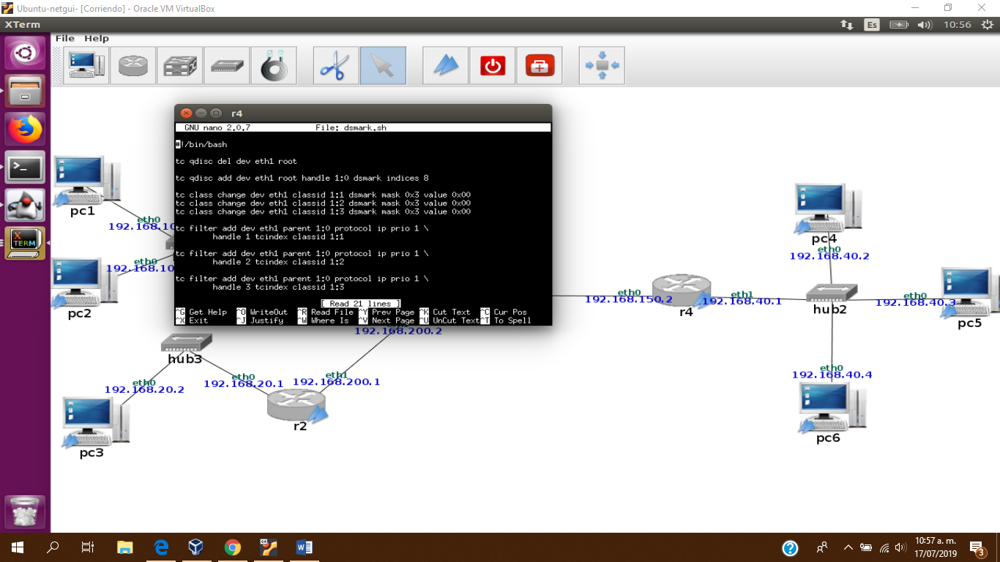 Ubuntu-netgui- [Corriendo] - Oracle VM VirtualBox
XTerm
Es
10:56
File Help
r4
GNU nano 2.0.7 File: dsmark.sh
#!/bin/bash
tc qdisc del dev eth1 root
tc qdisc add dev eth1 root handle 1:0 dsmark indices 8
tc class change dev eth1 classid 1:1 dsmark mask 0x3 value 0x00
tc class change dev eth1 classid 1:2 dsmark mask 0x3 value 0x00
tc class change dev eth1 classid 1:3 dsmark mask 0x3 value 0x00
tc filter add dev eth1 parent 1:0 protocol ip prio 1 \
handle 1 tcindex classid 1:1
tc filter add dev eth1 parent 1:0 protocol ip prio 1 \
handle 2 tcindex classid 1:2
tc filter add dev eth1 parent 1:0 protocol ip prio 1 \
handle 3 tcindex classid 1:3
[ Read 21 lines ]
^G Get Help ^O WriteOut ^R Read File ^Y Prev Page ^K Cut Text ^C Cur Pos
^X Exit ^J Justify ^W Where Is ^V Next Page ^U UnCut Text ^T To Spell
pc1
eth0
192.168.10
pc2
eth0
192.168.10
192.168.200.2
hub3
eth0
192.168.20.2
eth0
192.168.20.1
eth1
192.168.200.1
r2
pc3
eth0
192.168.150.2
r4
eth1
192.168.40.1
pc4
eth0
192.168.40.2
hub2
eth0
192.168.40.3
pc5
eth0
192.168.40.4
pc6
X
TERM
10:57 a. m.
17/07/2019
3